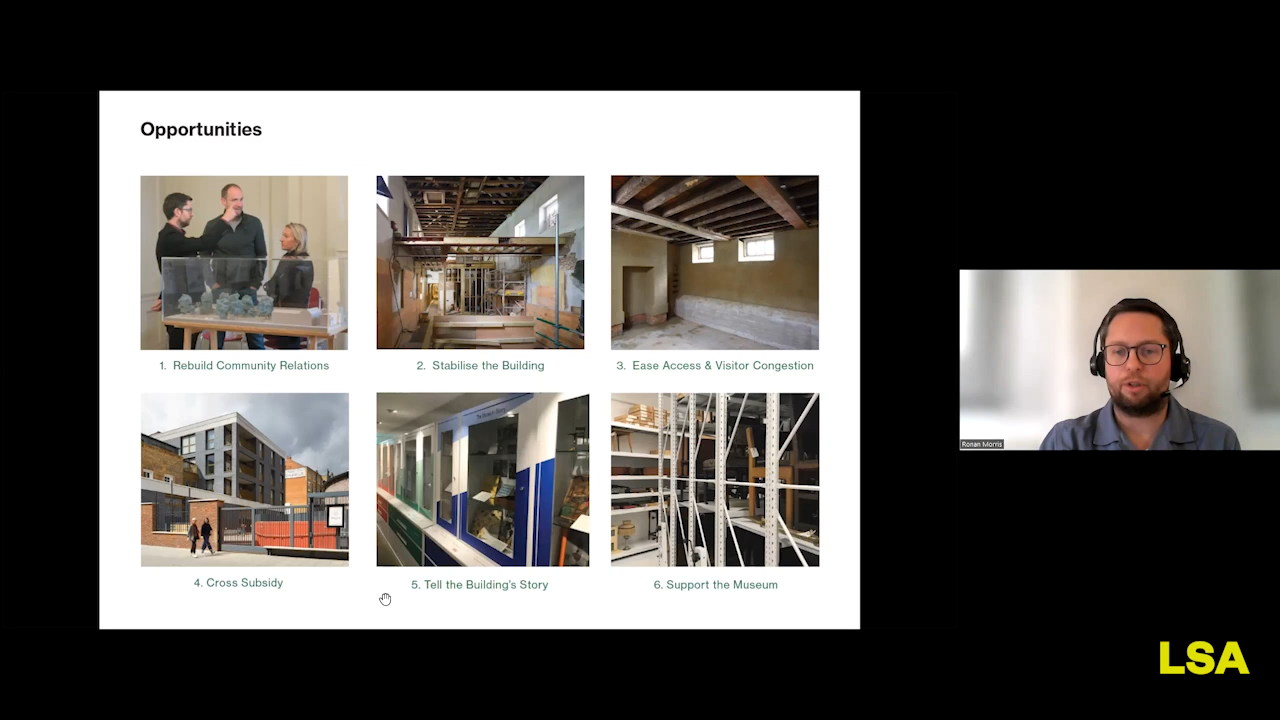 Opportunities
1. Rebuild Community Relations
2. Stabilise the Building
3. Ease Access & Visitor Congestion
4. Cross Subsidy
5. Tell the Building's Story
6. Support the Museum
Ronan Morris
LSA